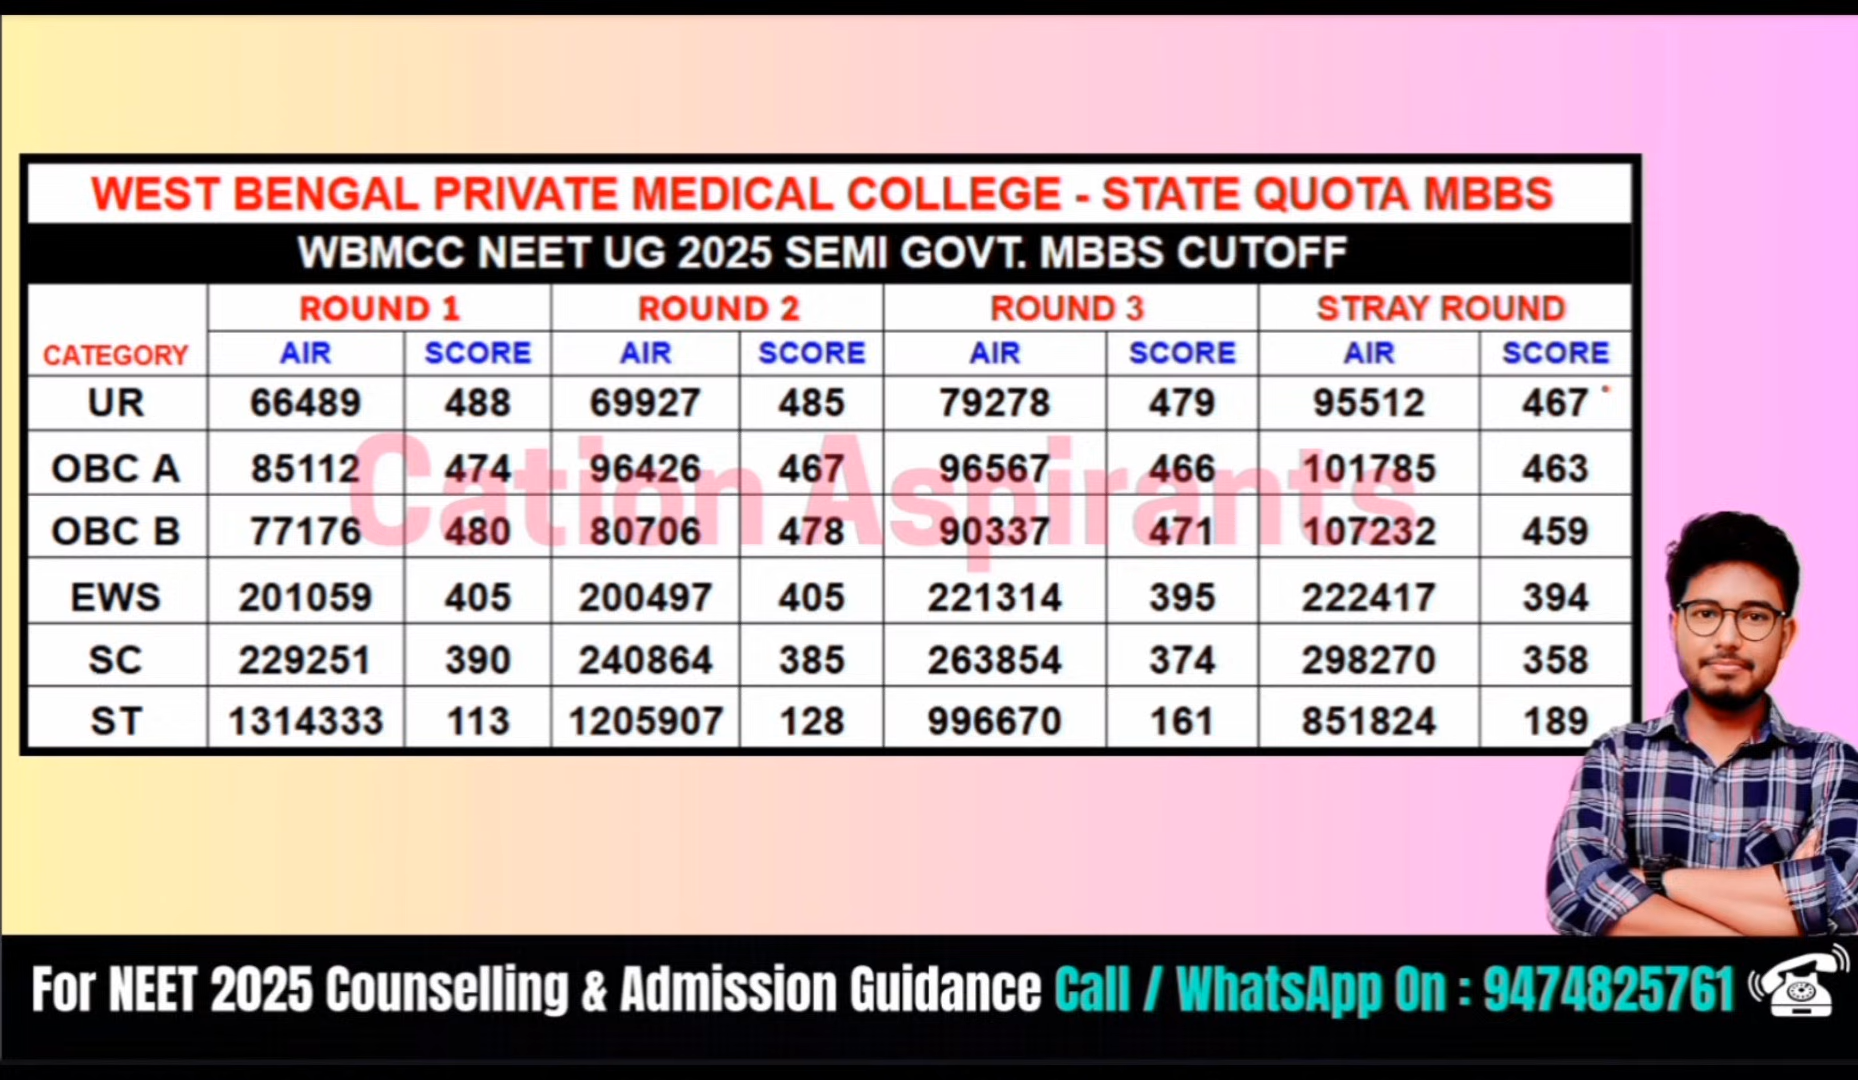 WEST BENGAL PRIVATE MEDICAL COLLEGE - STATE QUOTA MBBS
WBMCC NEET UG 2025 SEMI GOVT. MBBS CUTOFF
CATEGORY ROUND 1 ROUND 2 ROUND 3 STRAY ROUND
AIR SCORE AIR SCORE AIR SCORE AIR SCORE
UR 66489 488 69927 485 79278 479 95512 467
OBC A 85112 474 96426 467 96567 466 101785 463
OBC B 77176 480 80706 478 90337 471 107232 459
EWS 201059 405 200497 405 221314 395 222417 394
SC 229251 390 240864 385 263854 374 298270 358
ST 1314333 113 1205907 128 996670 161 851824 189
Cation Aspirants
For NEET 2025 Counselling & Admission Guidance Call / WhatsApp On : 9474825761